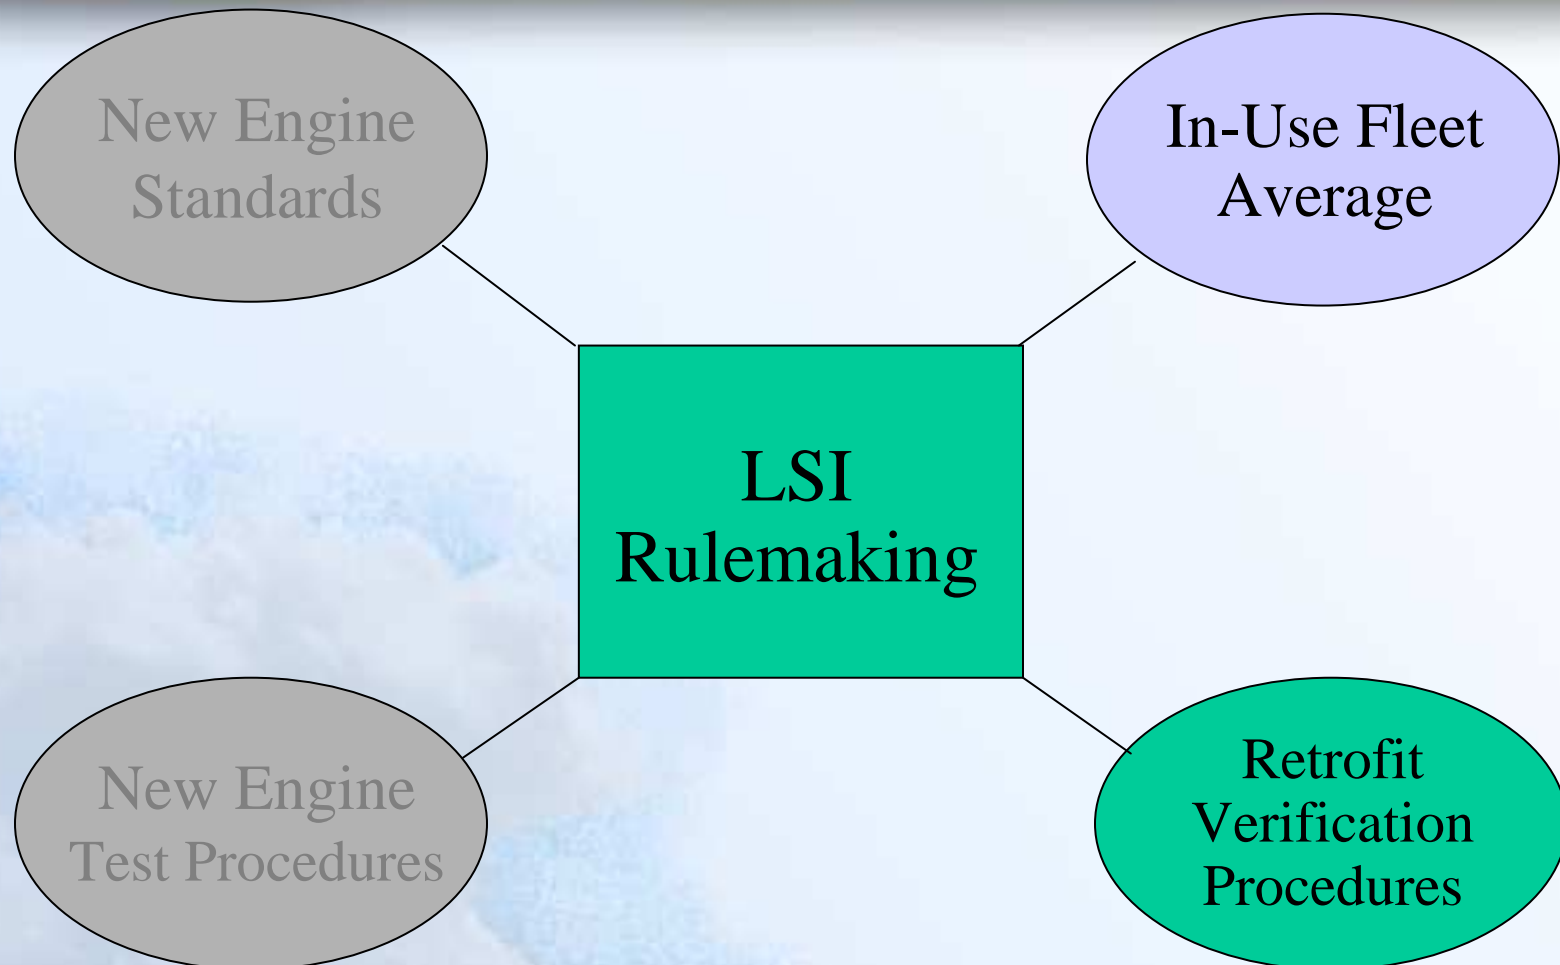 New Engine
Standards
In-Use Fleet
Average
LSI
Rulemaking
New Engine
Test Procedures
Retrofit
Verification
Procedures